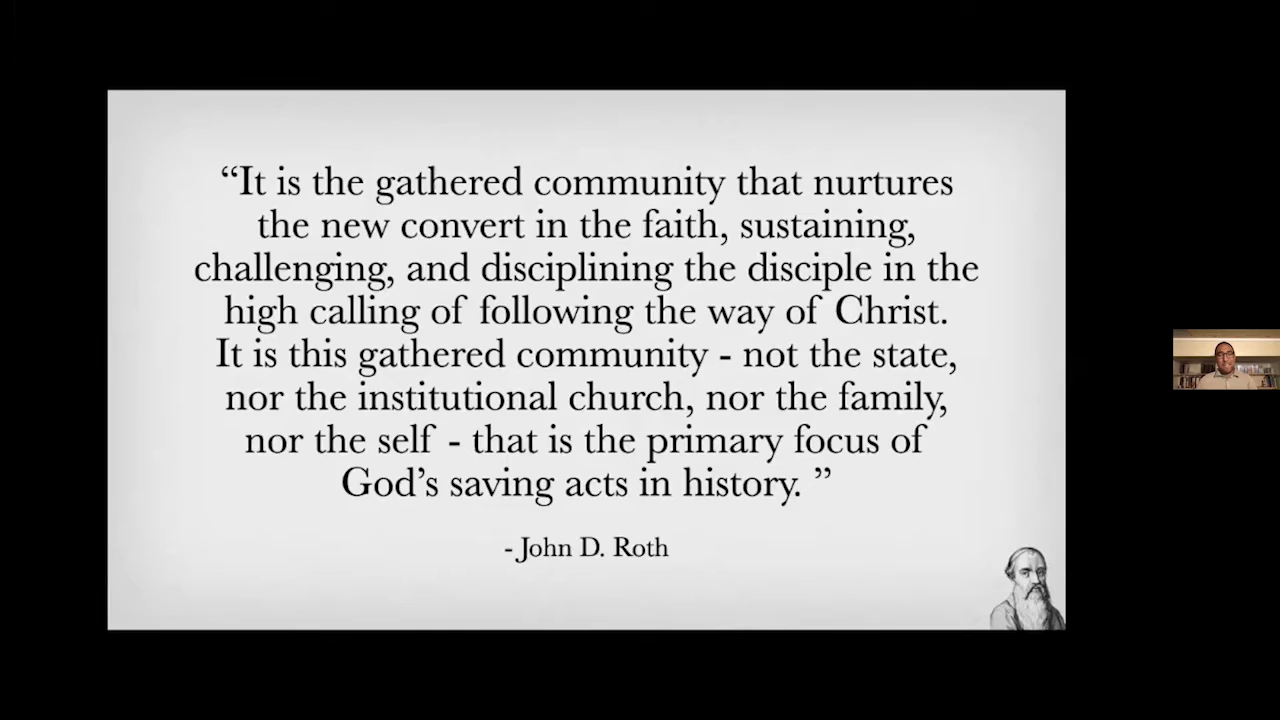 “It is the gathered community that nurtures
the new convert in the faith, sustaining,
challenging, and disciplining the disciple in the
high calling of following the way of Christ.
It is this gathered community - not the state,
nor the institutional church, nor the family,
nor the self - that is the primary focus of
God’s saving acts in history. ”
- John D. Roth